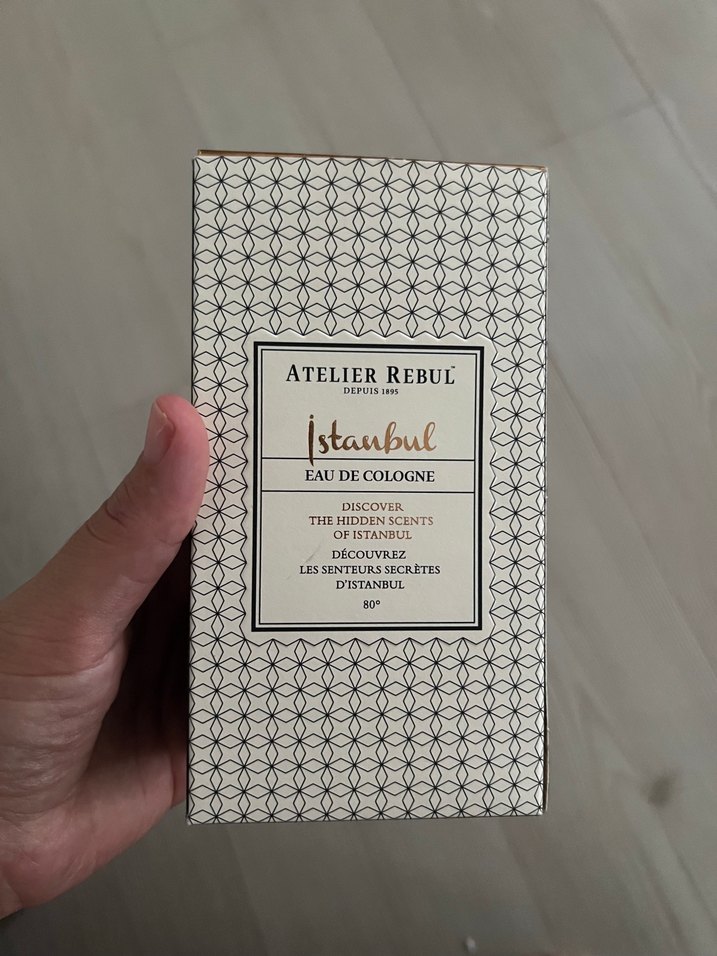 ATELIER REBUL™
DEPUIS 1895
İstanbul
EAU DE COLOGNE
DISCOVER
THE HIDDEN SCENTS
OF ISTANBUL
DÉCOUVREZ
LES SENTEURS SECRÈTES
D'ISTANBUL
80°